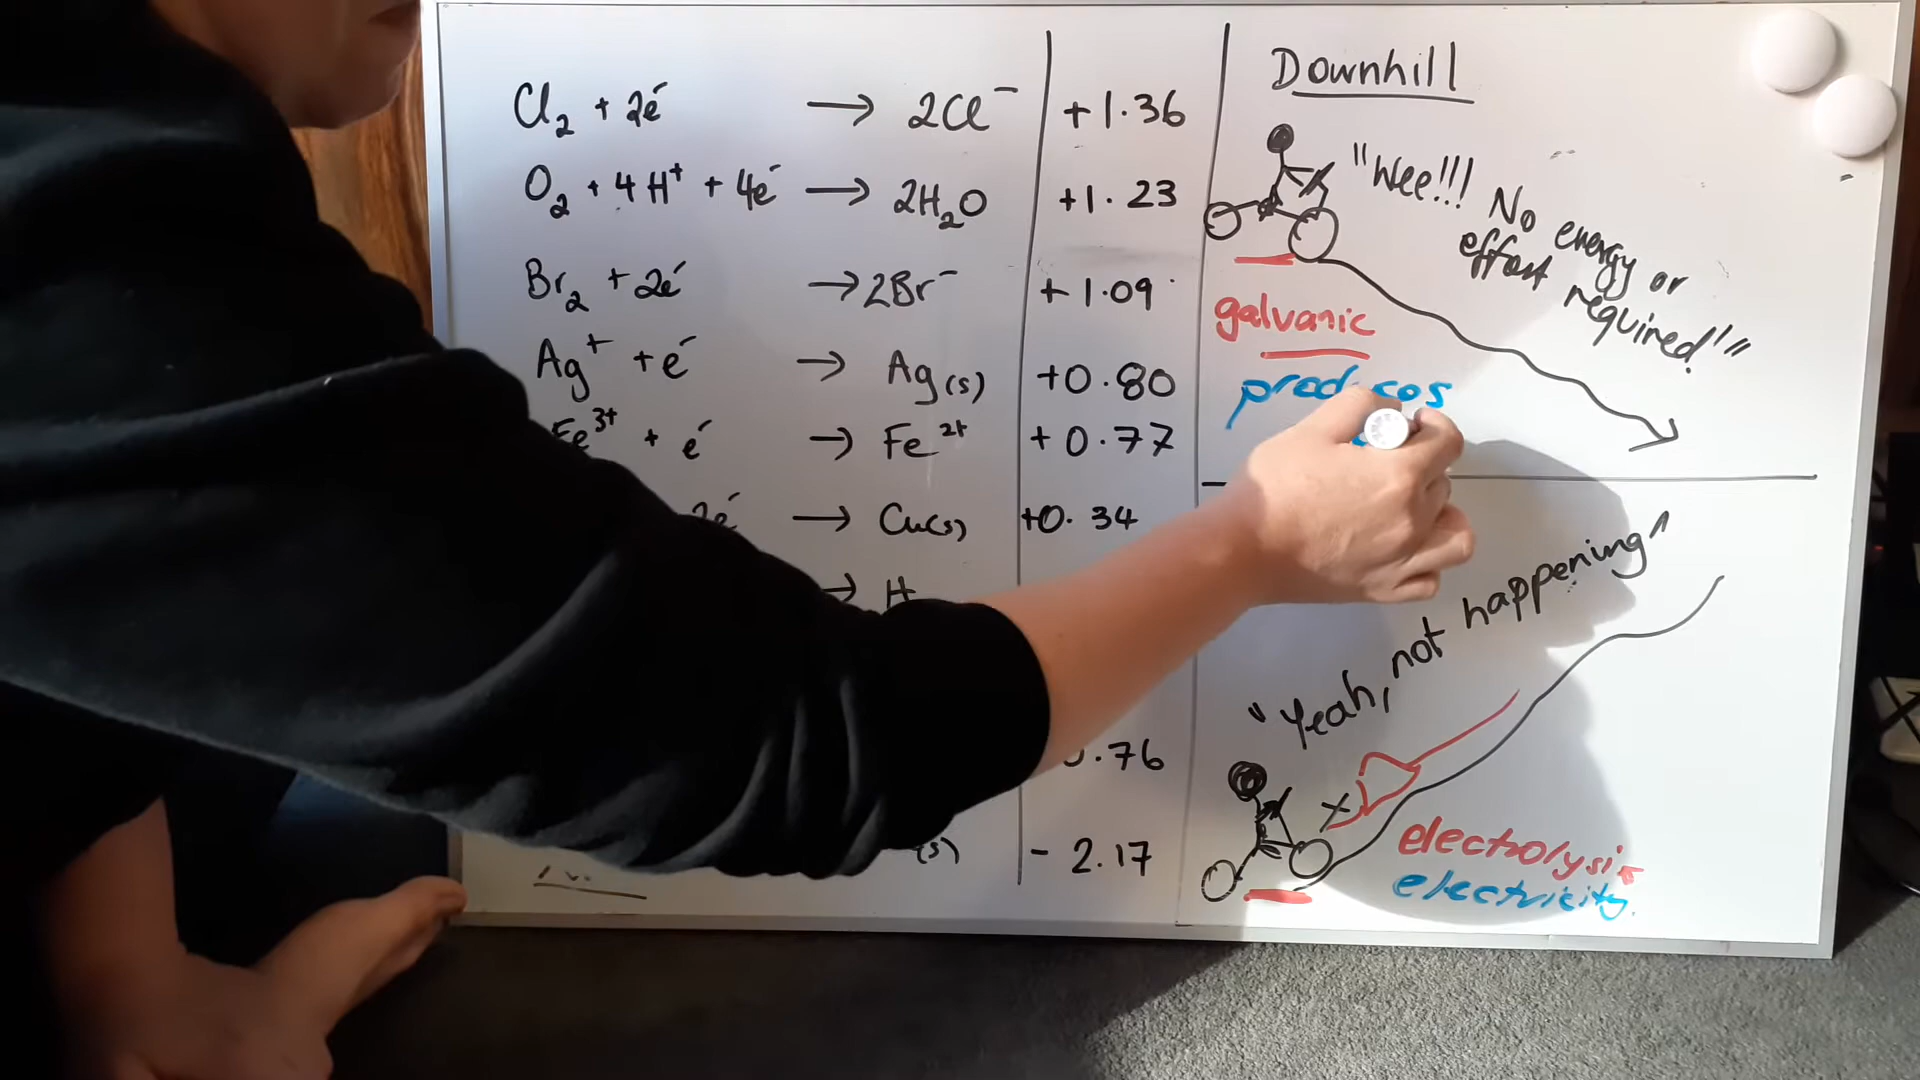 Cl₂ + 2e⁻ → 2Cl⁻ +1.36
O₂ + 4H⁺ + 4e⁻ → 2H₂O +1.23
Br₂ + 2e⁻ → 2Br⁻ +1.09
Ag⁺ + e⁻ → Ag(s) +0.80
Fe³⁺ + e⁻ → Fe²⁺ +0.77
2e⁻ → Cu(s) +0.34
→ H
.76
(s) -2.17
Downhill
"Wee!!! No energy or
effort required!"
galvanic
"Yeah, not happening"
electrolysis
electricity.